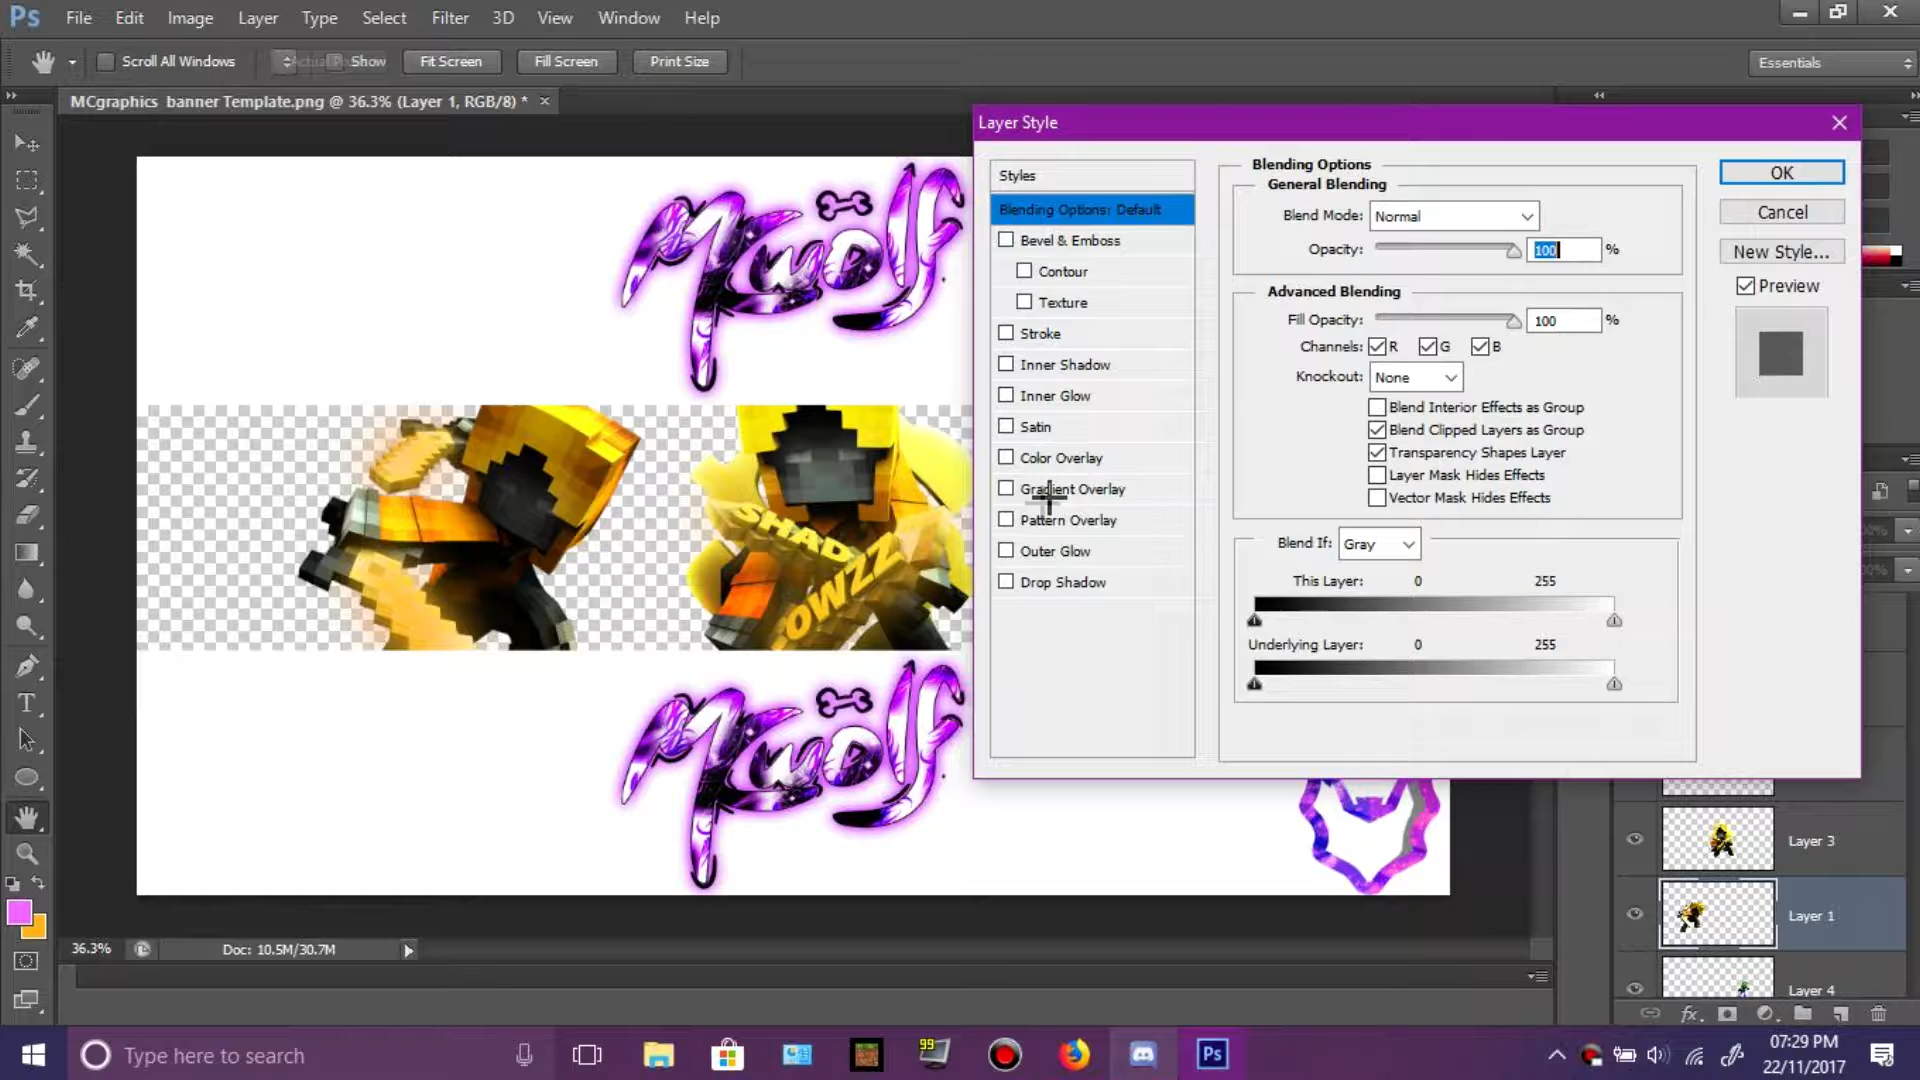 Ps File Edit Image Layer Type Select Filter 3D View Window Help
Scroll All Windows Show Fit Screen Fill Screen Print Size Essentials
MCgraphics banner Template.png @ 36.3% (Layer 1, RGB/8) * ×
Layer Style
Styles
Blending Options: Default
Bevel & Emboss
Contour
Texture
Stroke
Inner Shadow
Inner Glow
Satin
Color Overlay
Gradient Overlay
Pattern Overlay
Outer Glow
Drop Shadow
Blending Options
General Blending
Blend Mode: Normal
Opacity: 100 %
Advanced Blending
Fill Opacity: 100 %
Channels: R G B
Knockout: None
Blend Interior Effects as Group
Blend Clipped Layers as Group
Transparency Shapes Layer
Layer Mask Hides Effects
Vector Mask Hides Effects
Blend If: Gray
This Layer: 0 255
Underlying Layer: 0 255
OK
Cancel
New Style...
Preview
Mwolf
SHAD
OWZZ
Mwolf
Layer 3
Layer 1
Layer 4
36.3% Doc: 10.5M/30.7M
fx
Type here to search
99
Ps
07:29 PM
22/11/2017